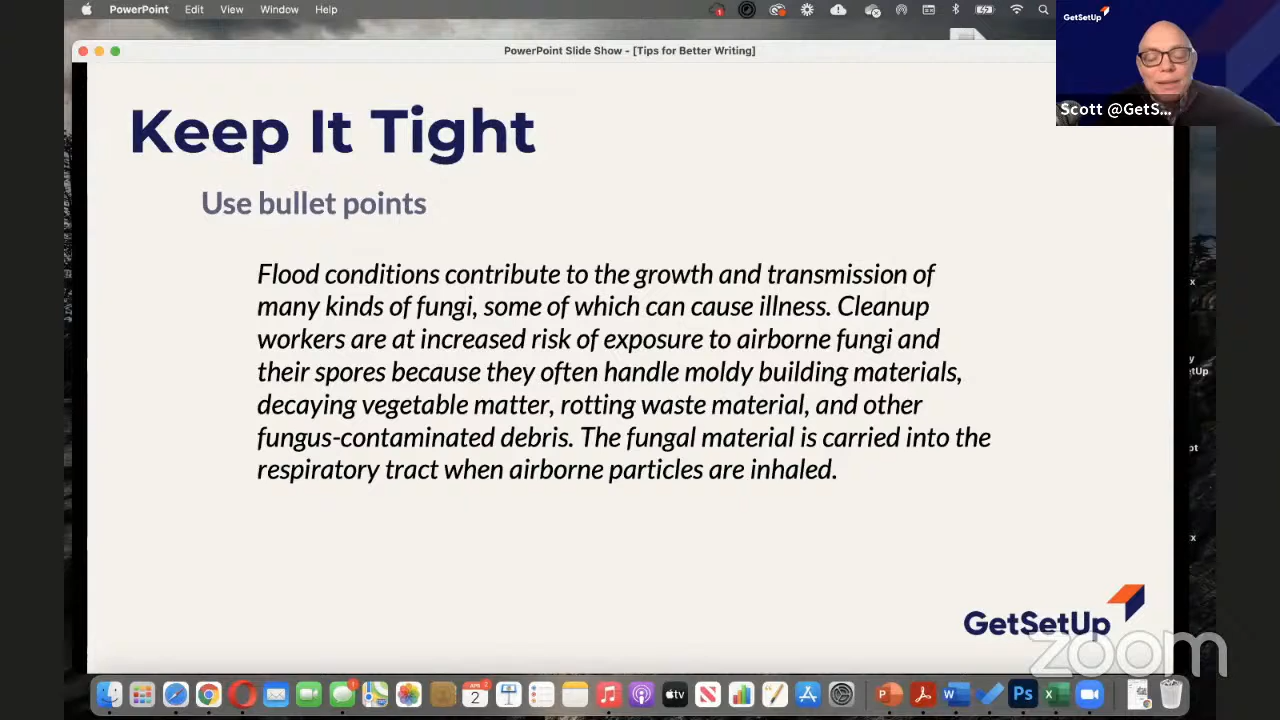 PowerPoint Edit View Window Help
PowerPoint Slide Show - [Tips for Better Writing]
GetSetUp
Scott @GetS...
Keep It Tight
Use bullet points
Flood conditions contribute to the growth and transmission of
many kinds of fungi, some of which can cause illness. Cleanup
workers are at increased risk of exposure to airborne fungi and
their spores because they often handle moldy building materials,
decaying vegetable matter, rotting waste material, and other
fungus-contaminated debris. The fungal material is carried into the
respiratory tract when airborne particles are inhaled.
GetSetUp
zoom
APR
2
tv
P
W
Ps
X